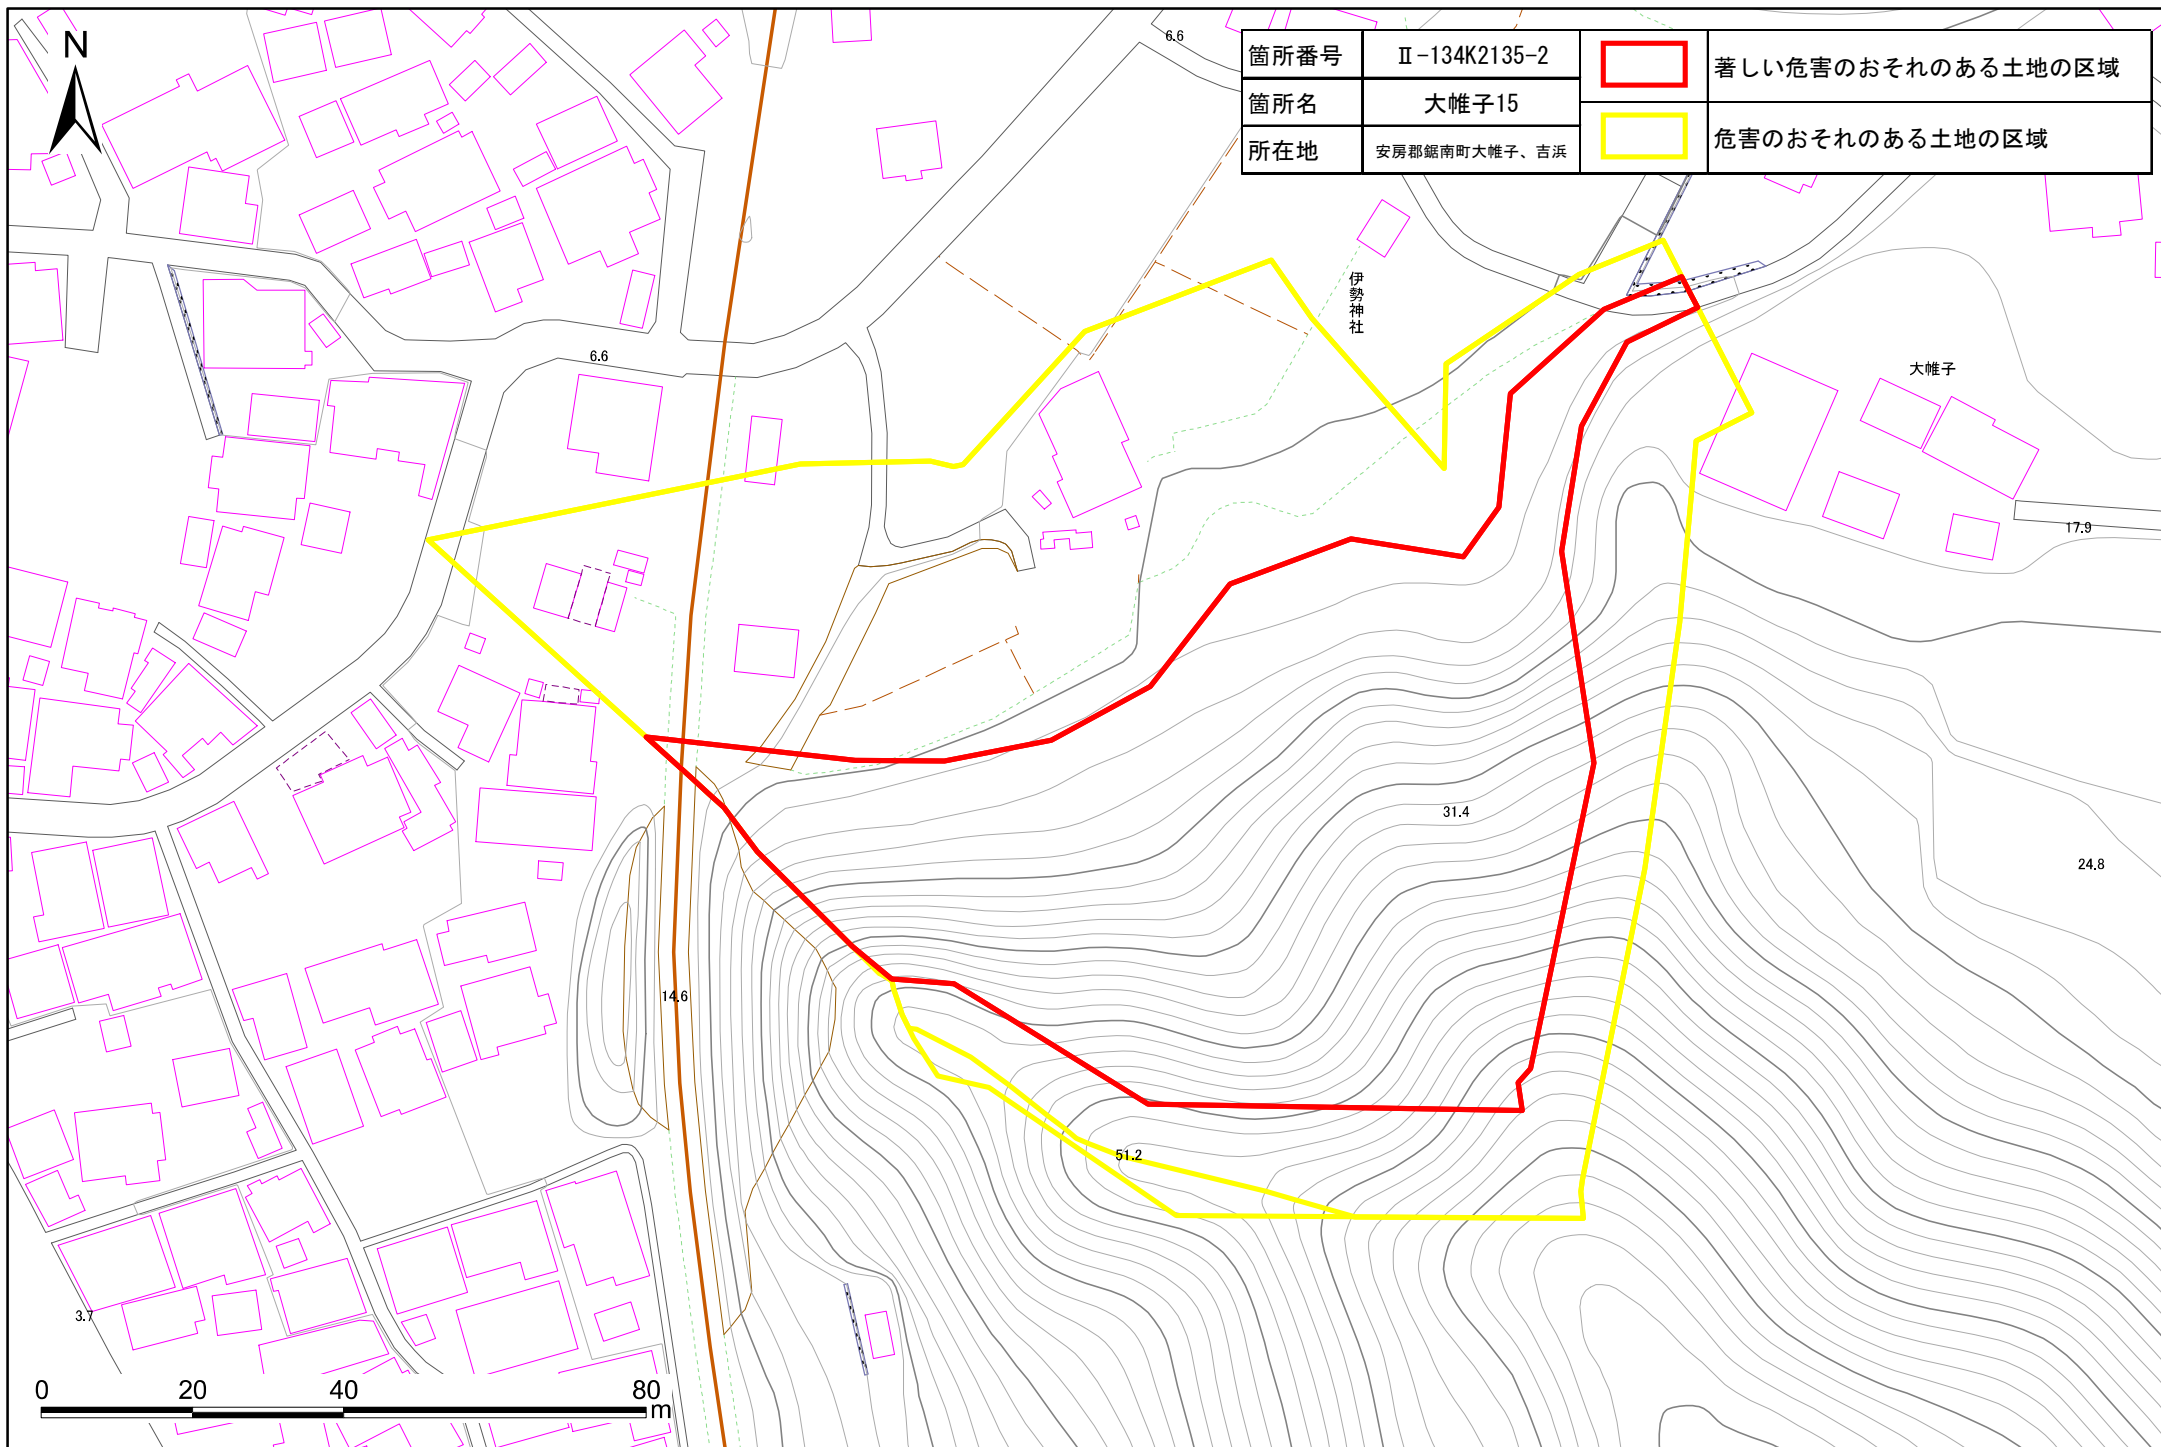 N
6.6
箇所番号 Ⅱ-134K2135-2
箇所名 大帷子15
所在地 安房郡鋸南町大帷子、吉浜
著しい危害のおそれのある土地の区域
危害のおそれのある土地の区域
伊勢神社
6.6
大帷子
17.9
31.4
24.8
14.6
51.2
3.7
0 20 40 80
m